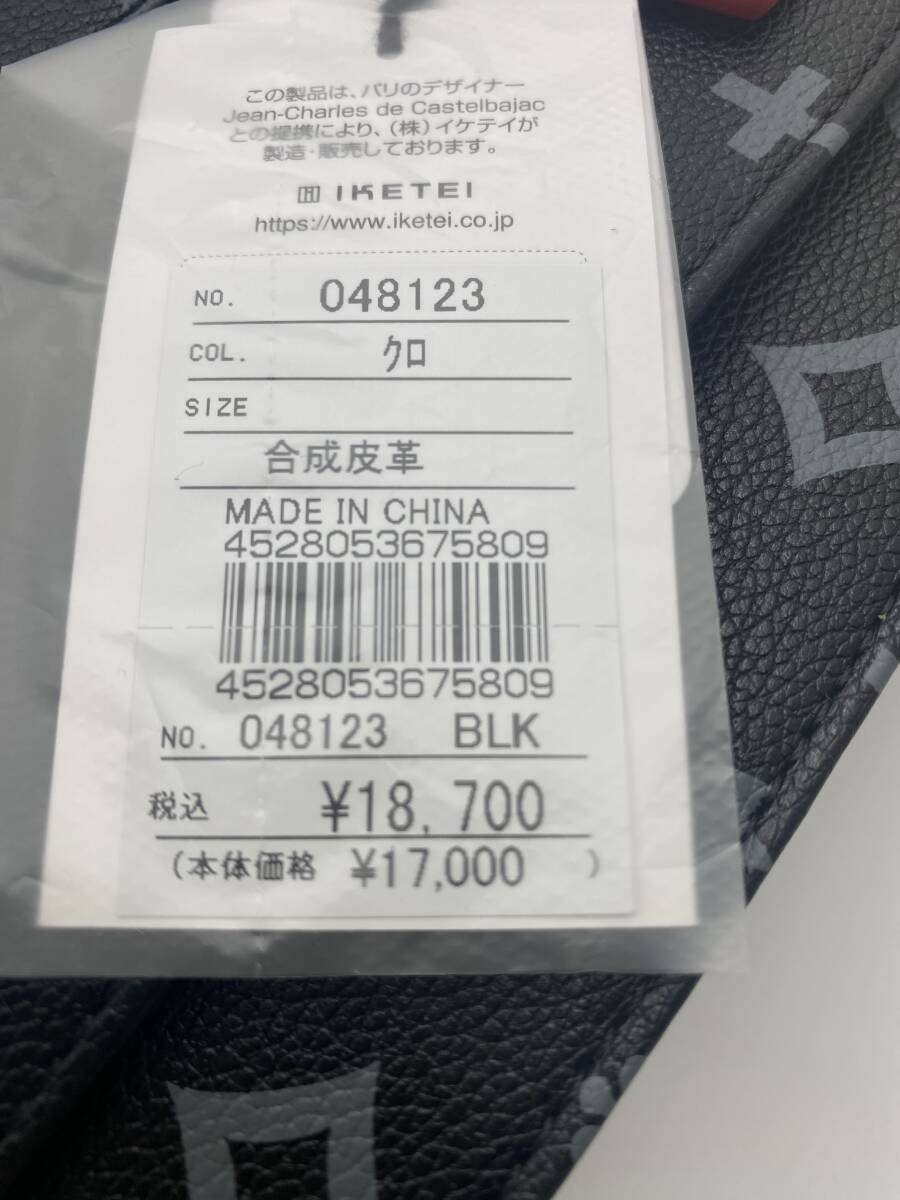 この製品は、パリのデザイナー
Jean-Charles de Castelbajac
との提携により、(株)イケテイが
製造・販売しております。
IKETEI
https://www.iketei.co.jp
NO. 048123
COL. クロ
SIZE
合成皮革
MADE IN CHINA
4528053675809
4528053675809
NO. 048123 BLK
税込 ¥18,700
(本体価格 ¥17,000 )